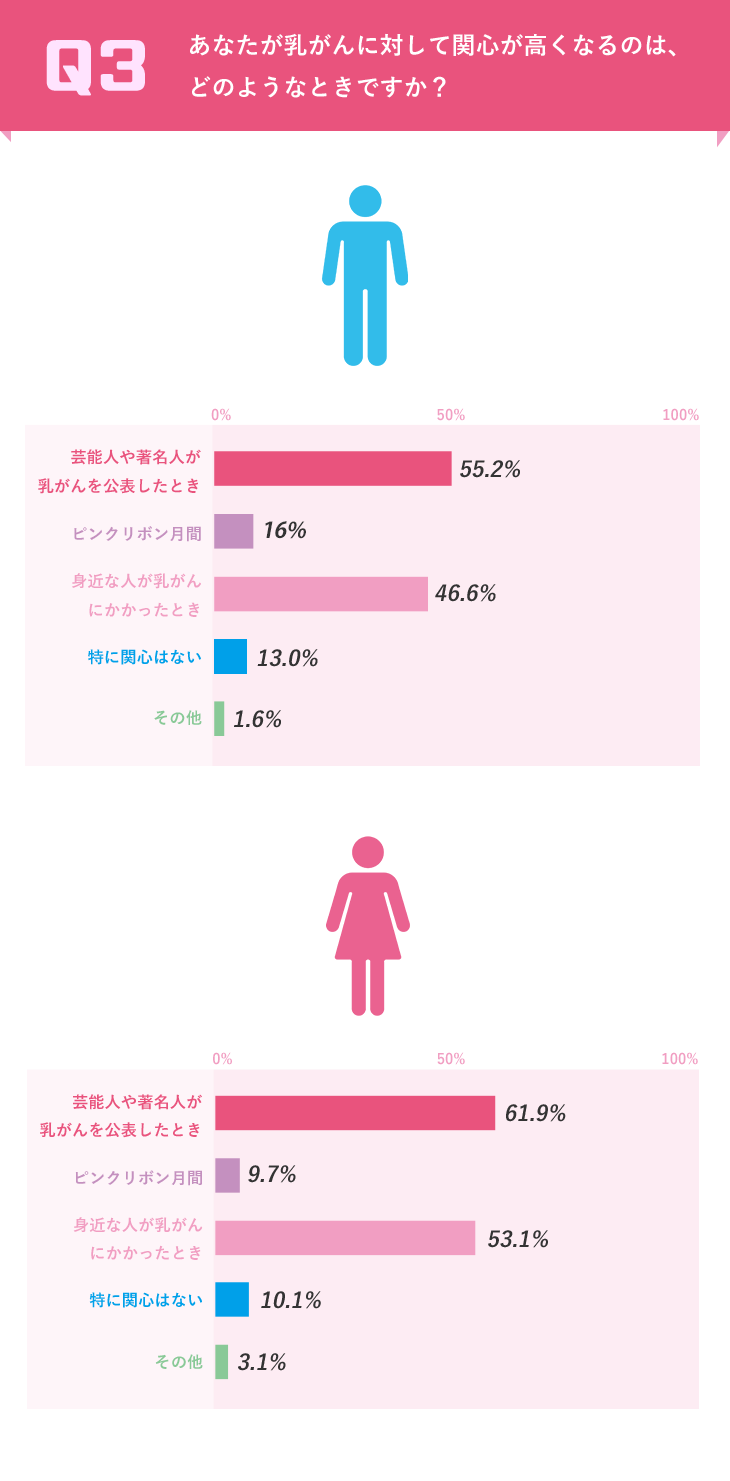 Q3
あなたが乳がんに対して関心が高くなるのは、
どのようなときですか？
0% 50% 100%
芸能人や著名人が
乳がんを公表したとき
55.2%
ピンクリボン月間 16%
身近な人が乳がん
にかかったとき
46.6%
特に関心はない 13.0%
その他 1.6%
0% 50% 100%
芸能人や著名人が
乳がんを公表したとき
61.9%
ピンクリボン月間 9.7%
身近な人が乳がん
にかかったとき
53.1%
特に関心はない 10.1%
その他 3.1%